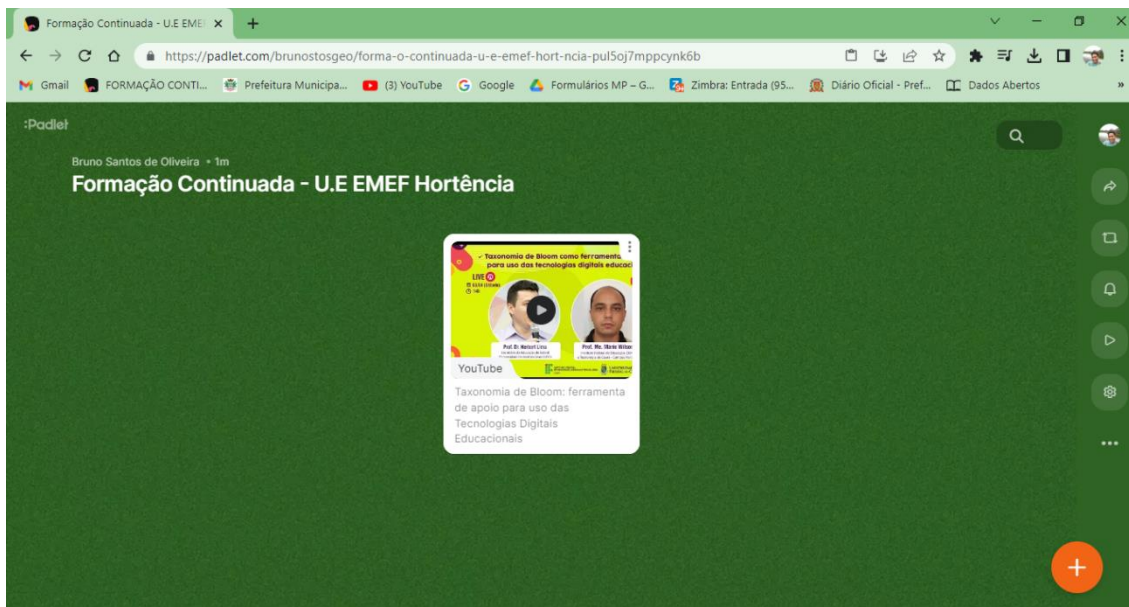 Formação Continuada - U.E EME
https://padlet.com/brunostosgeo/forma-o-continuada-u-e-emef-hort-ncia-pul5oj7mppcynk6b
Gmail FORMAÇÃO CONTI... Prefeitura Municipa... (3) YouTube Google Formulários MP – G... Zimbra: Entrada (95... Diário Oficial - Pref... Dados Abertos »
:Padlet
Bruno Santos de Oliveira • 1m
Formação Continuada - U.E EMEF Hortência
✓ Taxonomia de Bloom como ferramenta
para uso das tecnologias digitais educaci
LIVE
YouTube
Taxonomia de Bloom: ferramenta
de apoio para uso das
Tecnologias Digitais
Educacionais